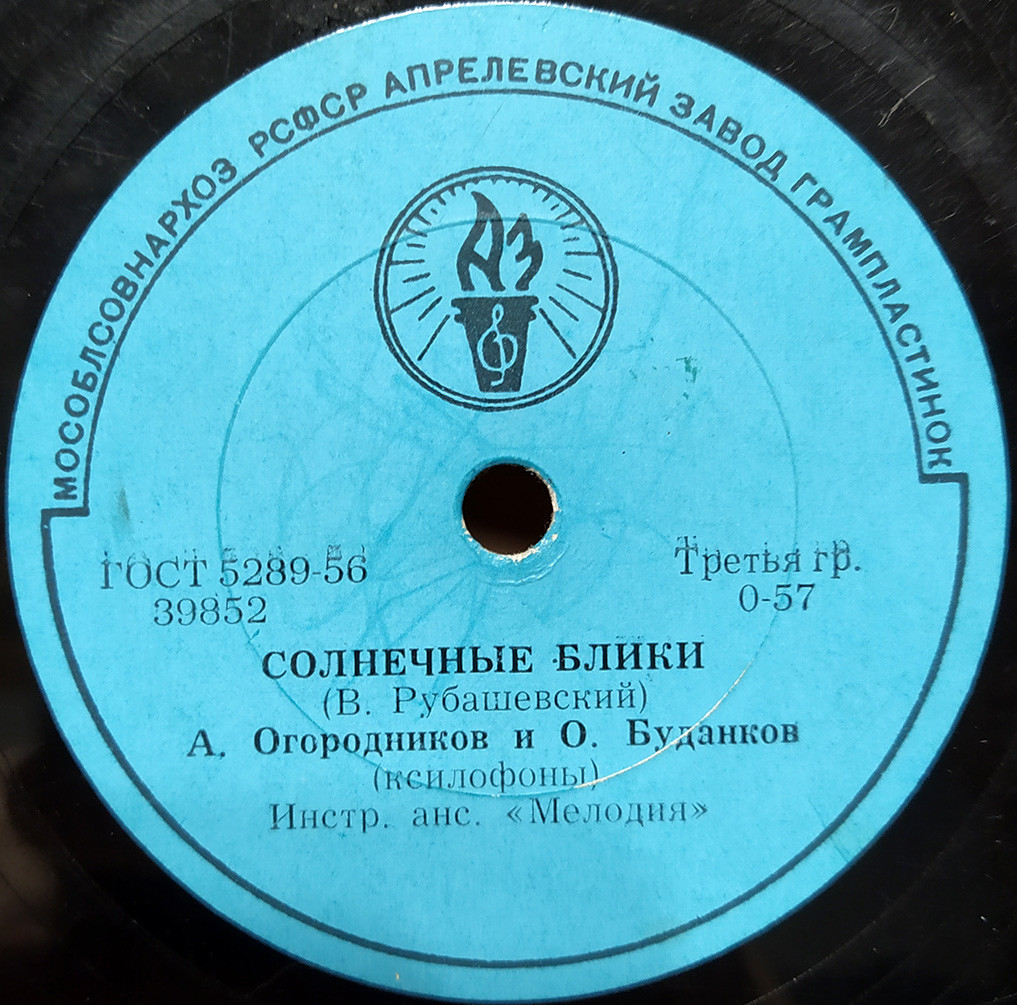 МОСОБЛСОВНАРХОЗ РСФСР АПРЕЛЕВСКИЙ ЗАВОД ГРАМПЛАСТИНОК
АЗ
ГОСТ 5289-56
39852
Третья гр.
0-57
СОЛНЕЧНЫЕ БЛИКИ
(В. Рубашевский)
А. Огородников и О. Буданков
(ксилофоны)
Инстр. анс. «Мелодия»